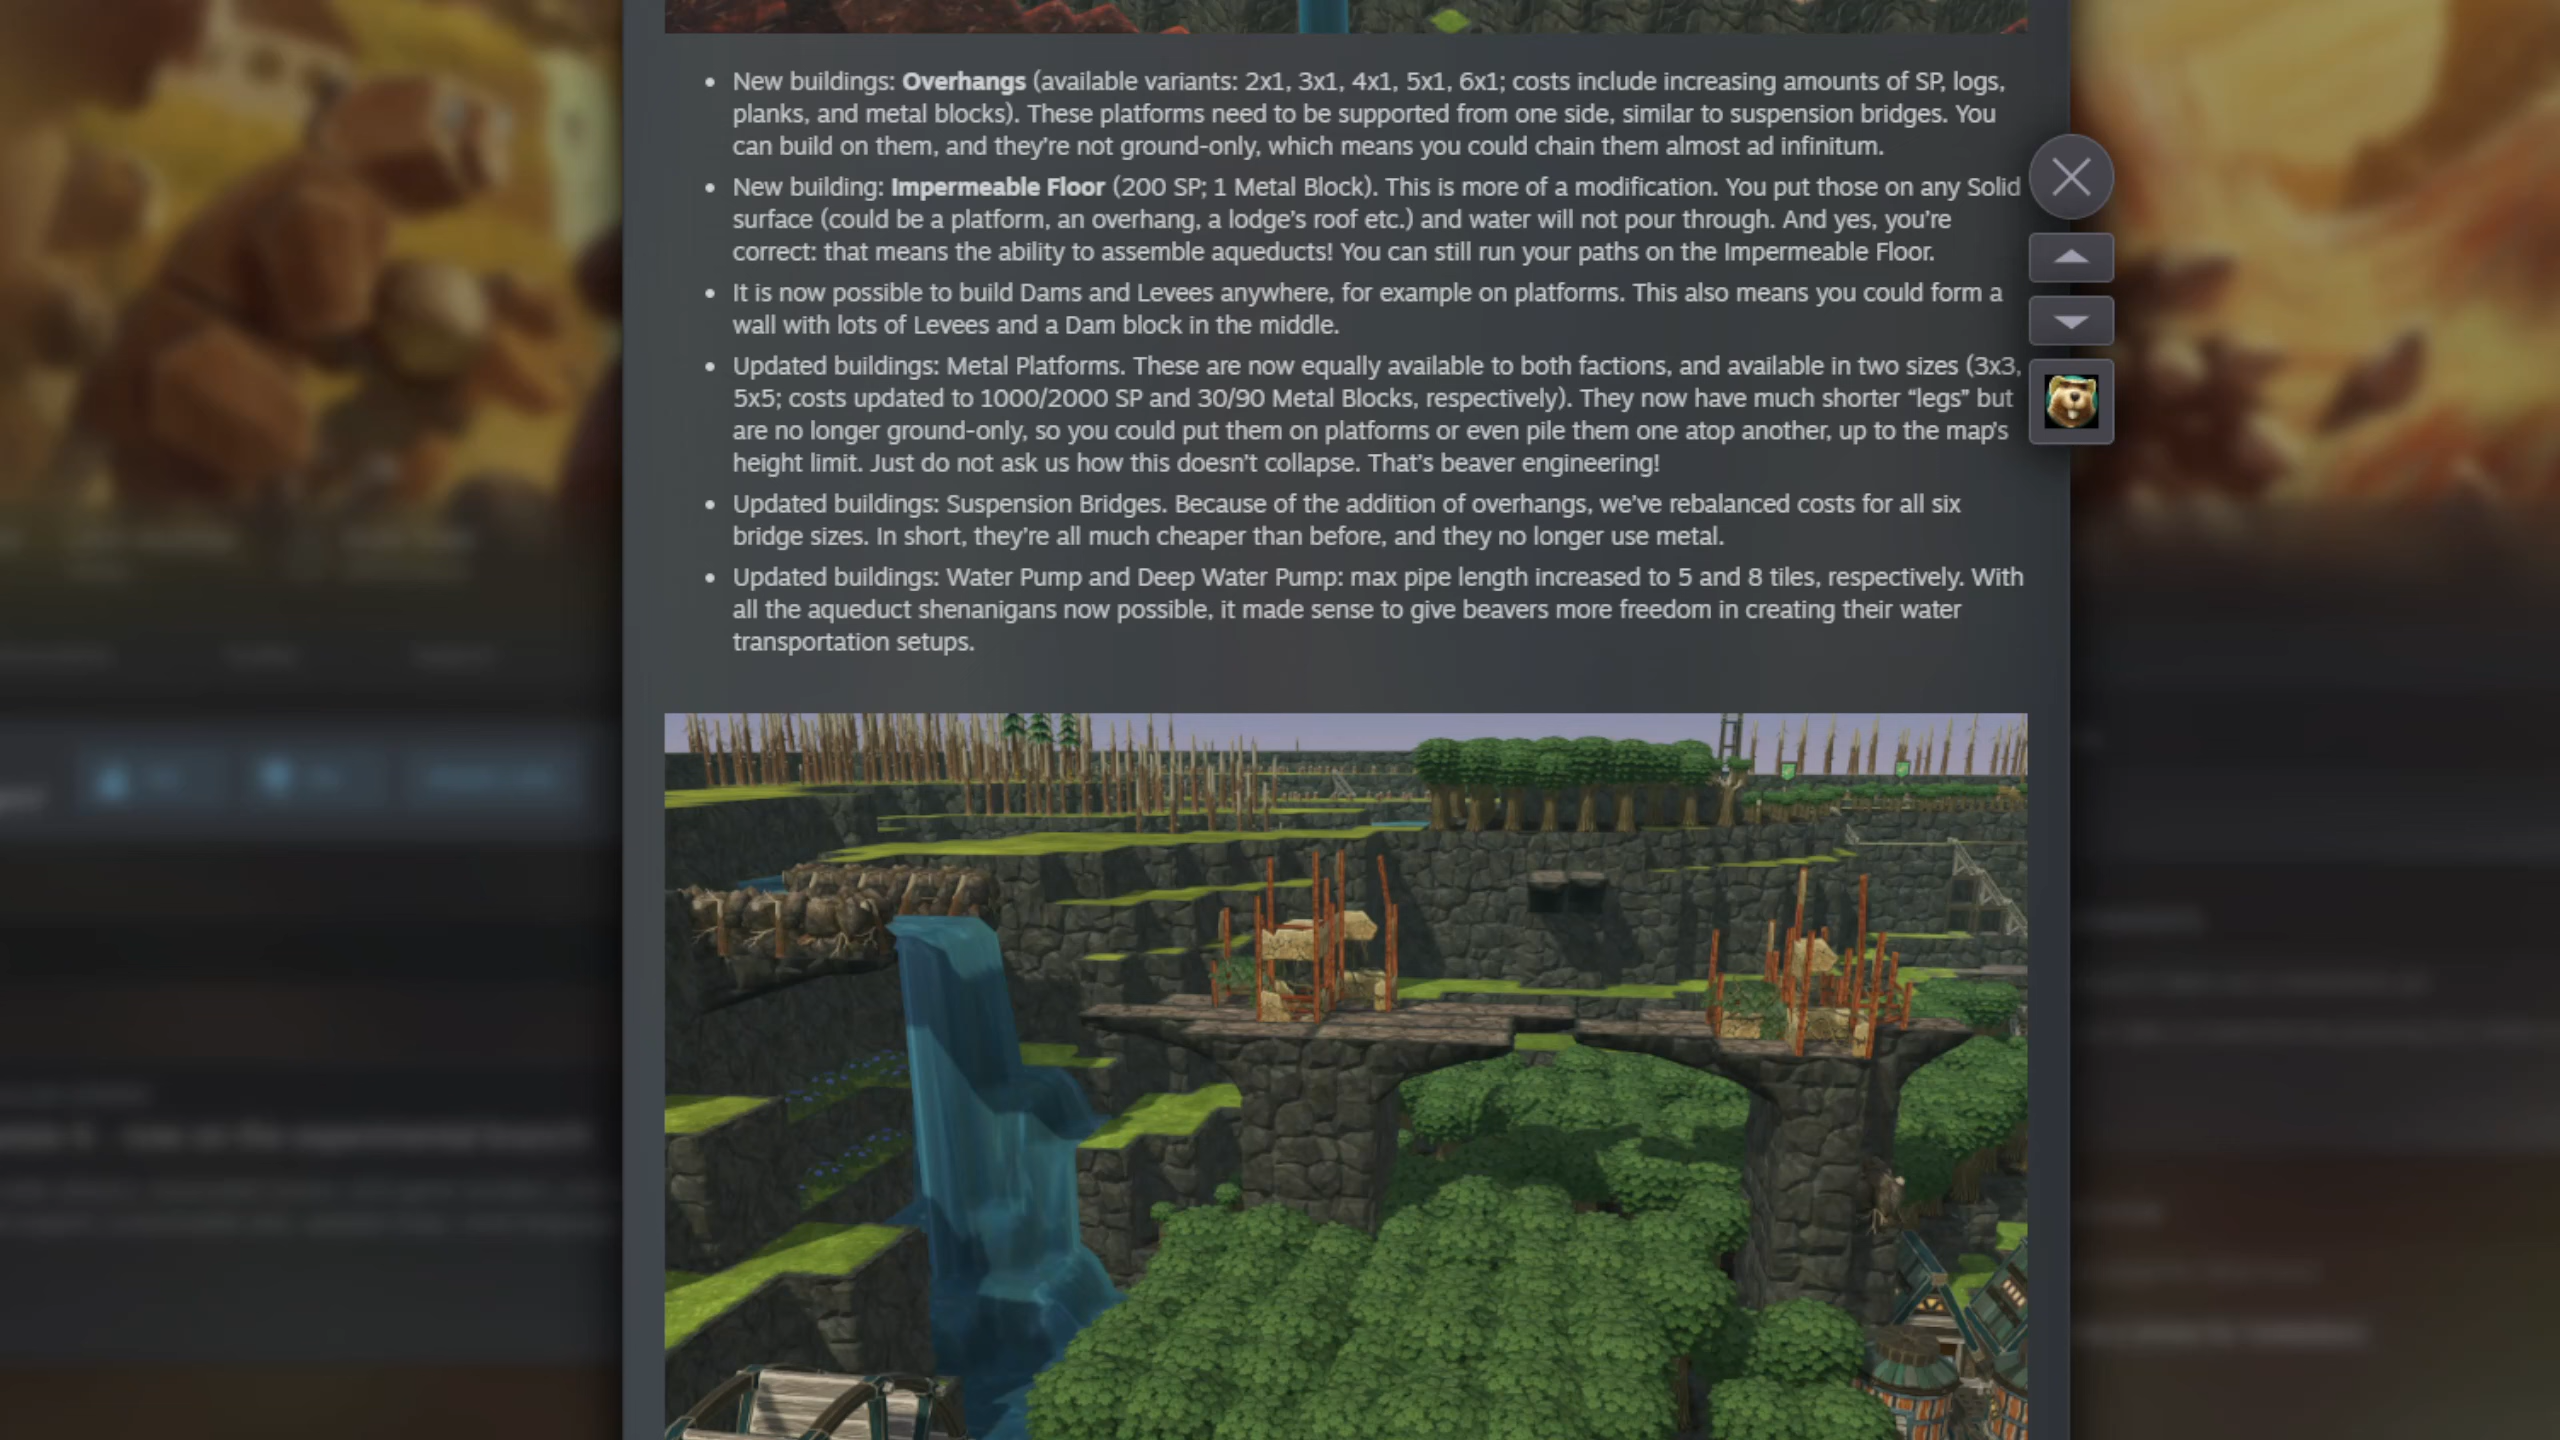 New buildings: Overhangs (available variants: 2x1, 3x1, 4x1, 5x1, 6x1; costs include increasing amounts of SP, logs,
planks, and metal blocks). These platforms need to be supported from one side, similar to suspension bridges. You
can build on them, and they’re not ground-only, which means you could chain them almost ad infinitum.
New building: Impermeable Floor (200 SP; 1 Metal Block). This is more of a modification. You put those on any Solid
surface (could be a platform, an overhang, a lodge’s roof etc.) and water will not pour through. And yes, you’re
correct: that means the ability to assemble aqueducts! You can still run your paths on the Impermeable Floor.
It is now possible to build Dams and Levees anywhere, for example on platforms. This also means you could form a
wall with lots of Levees and a Dam block in the middle.
Updated buildings: Metal Platforms. These are now equally available to both factions, and available in two sizes (3x3,
5x5; costs updated to 1000/2000 SP and 30/90 Metal Blocks, respectively). They now have much shorter “legs” but
are no longer ground-only, so you could put them on platforms or even pile them one atop another, up to the map’s
height limit. Just do not ask us how this doesn’t collapse. That’s beaver engineering!
Updated buildings: Suspension Bridges. Because of the addition of overhangs, we’ve rebalanced costs for all six
bridge sizes. In short, they’re all much cheaper than before, and they no longer use metal.
Updated buildings: Water Pump and Deep Water Pump: max pipe length increased to 5 and 8 tiles, respectively. With
all the aqueduct shenanigans now possible, it made sense to give beavers more freedom in creating their water
transportation setups.